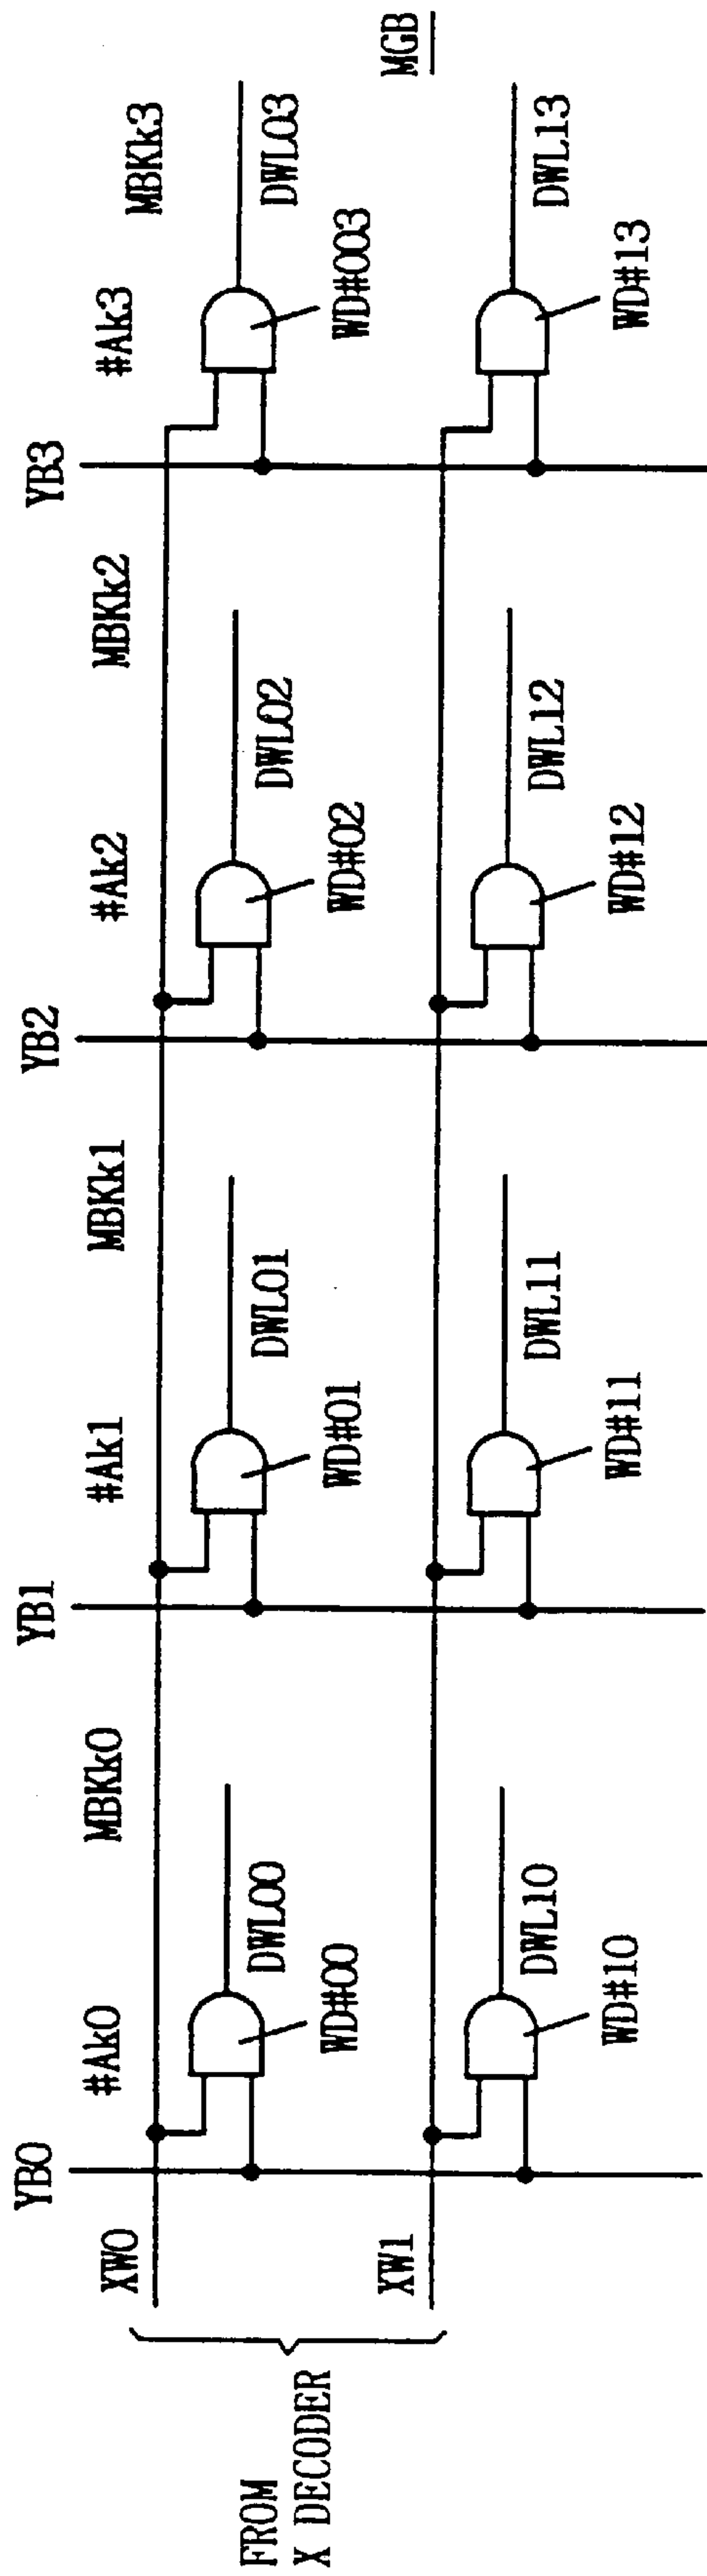 YB0 #Ak0 MBKk0 YB1 #Ak1 MBKk1 YB2 #Ak2 MBKk2 YB3 #Ak3 MBKk3
XW0
DWL00 DWL01 DWL02 DWL03
WD#00 WD#01 WD#02 WD#003
FROM
X DECODER
XW1
MGB
DWL10 DWL11 DWL12 DWL13
WD#10 WD#11 WD#12 WD#13